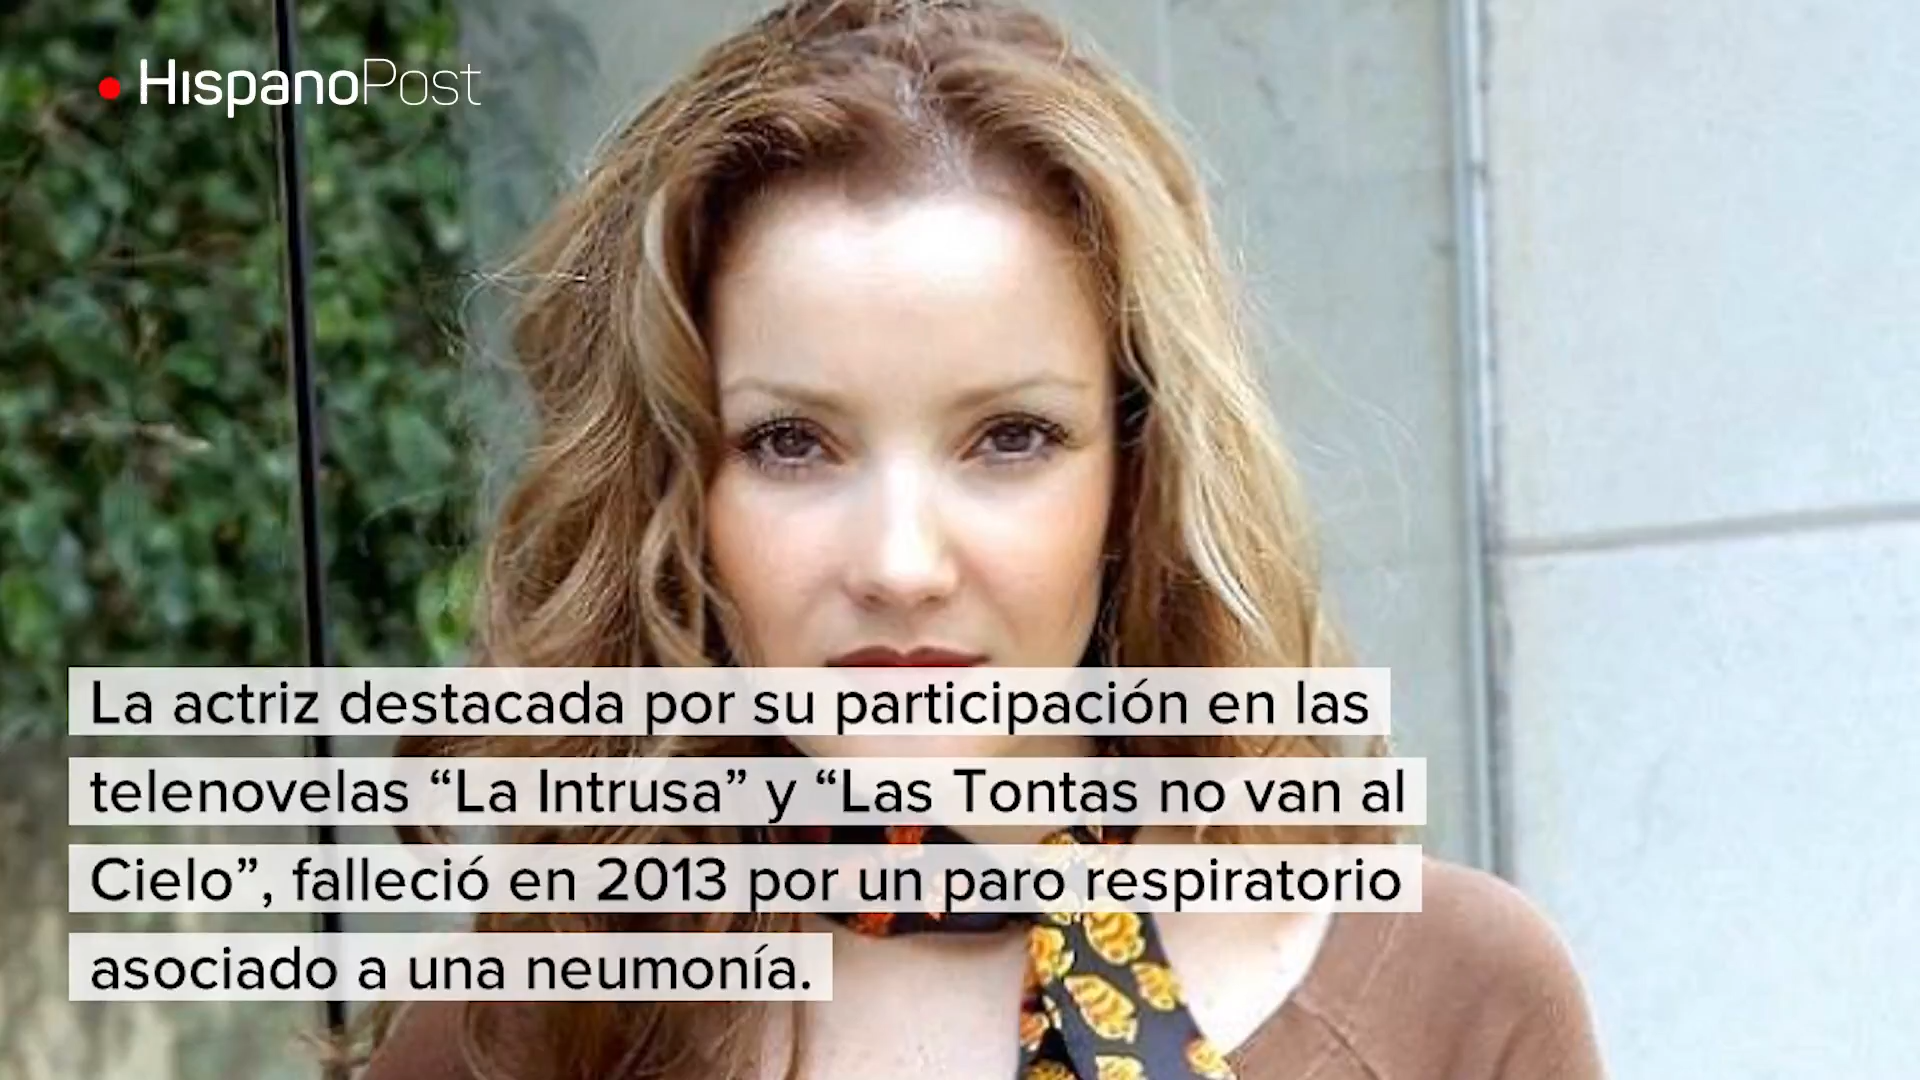 HispanoPost
La actriz destacada por su participación en las
telenovelas “La Intrusa” y “Las Tontas no van al
Cielo”, falleció en 2013 por un paro respiratorio
asociado a una neumonía.